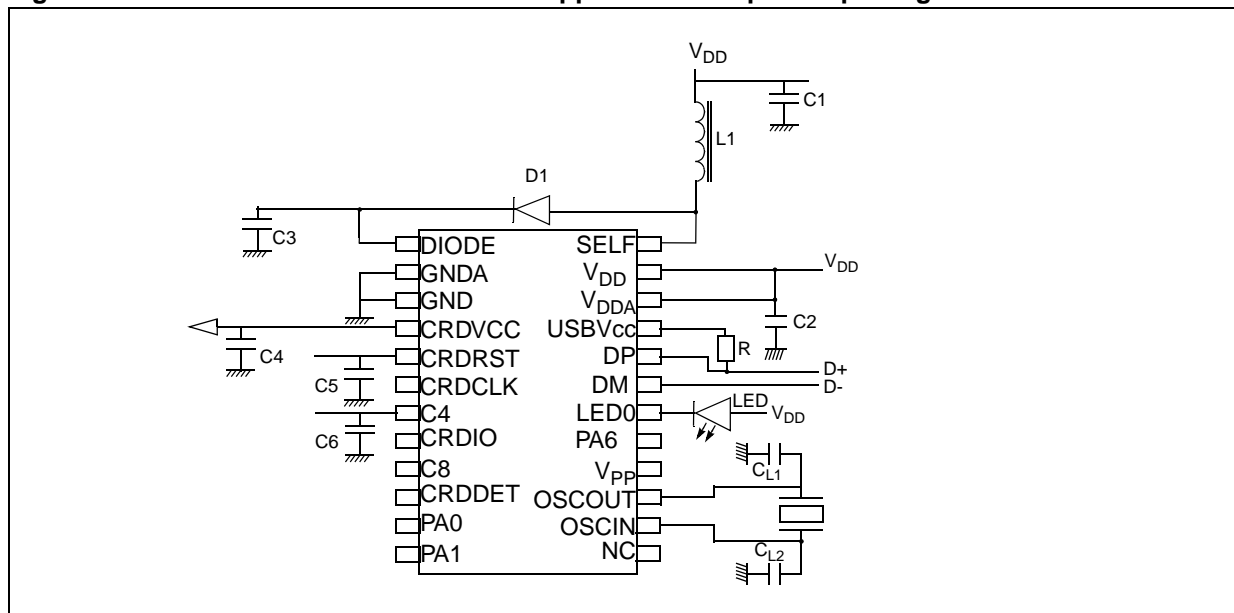 V_DD
C1
L1
D1
C3
DIODE SELF
GNDA V_DD V_DD
GND V_DDA
C2
CRDVCC USBVcc
C4 R
CRDRST DP D+
C5 CRDCLK DM D-
LED
C4 LED0 V_DD
C6 CRDIO PA6
C8 V_PP C_L1
CRDDET OSCOUT
PA0 OSCIN
PA1 NC C_L2